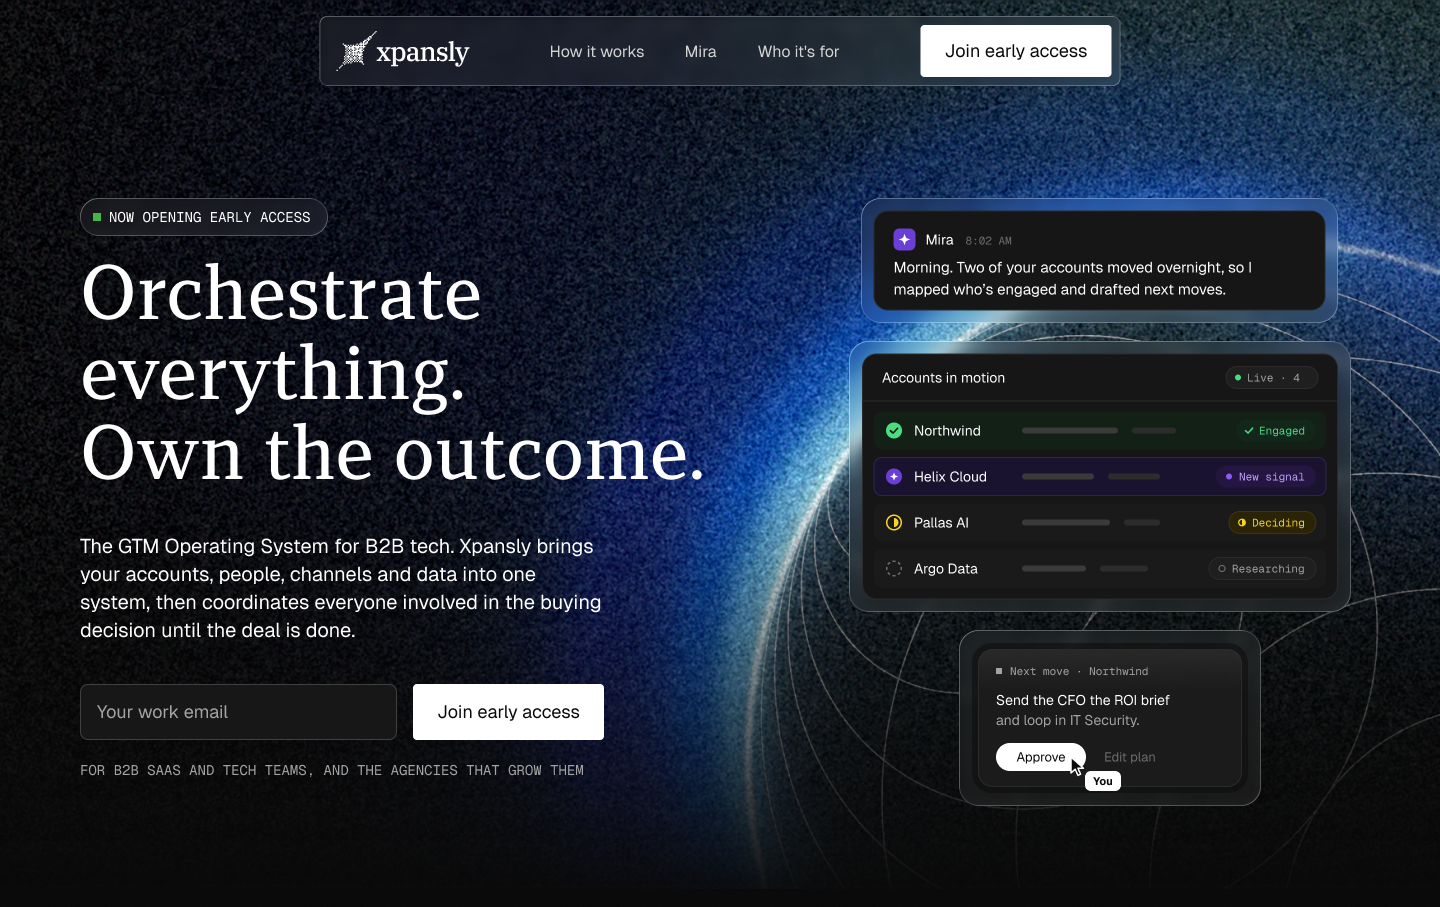 xpansly
How it works
Mira
Who it's for
Join early access
NOW OPENING EARLY ACCESS
Orchestrate
everything.
Own the outcome.
The GTM Operating System for B2B tech. Xpansly brings
your accounts, people, channels and data into one
system, then coordinates everyone involved in the buying
decision until the deal is done.
Your work email
Join early access
FOR B2B SAAS AND TECH TEAMS, AND THE AGENCIES THAT GROW THEM
Mira 8:02 AM
Morning. Two of your accounts moved overnight, so I
mapped who’s engaged and drafted next moves.
Accounts in motion
Live · 4
Northwind
Engaged
Helix Cloud
New signal
Pallas AI
Deciding
Argo Data
Researching
Next move · Northwind
Send the CFO the ROI brief
and loop in IT Security.
Approve
Edit plan
You